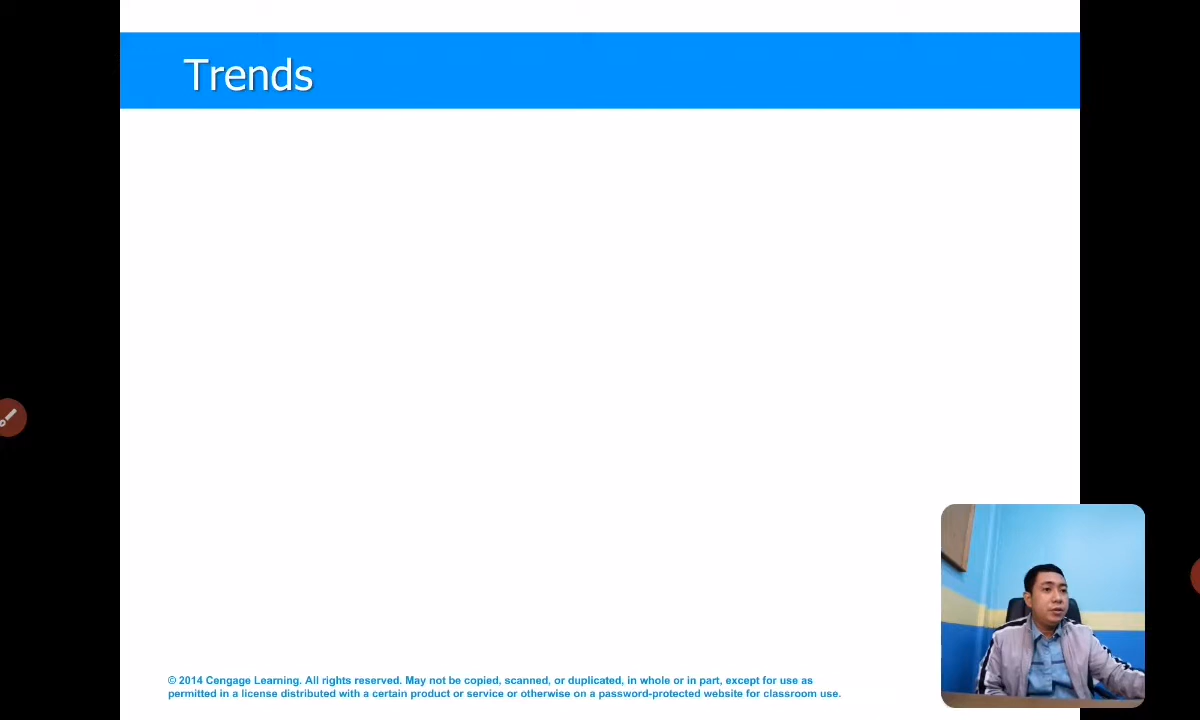 Trends
© 2014 Cengage Learning. All rights reserved. May not be copied, scanned, or duplicated, in whole or in part, except for use as
permitted in a license distributed with a certain product or service or otherwise on a password-protected website for classroom use.